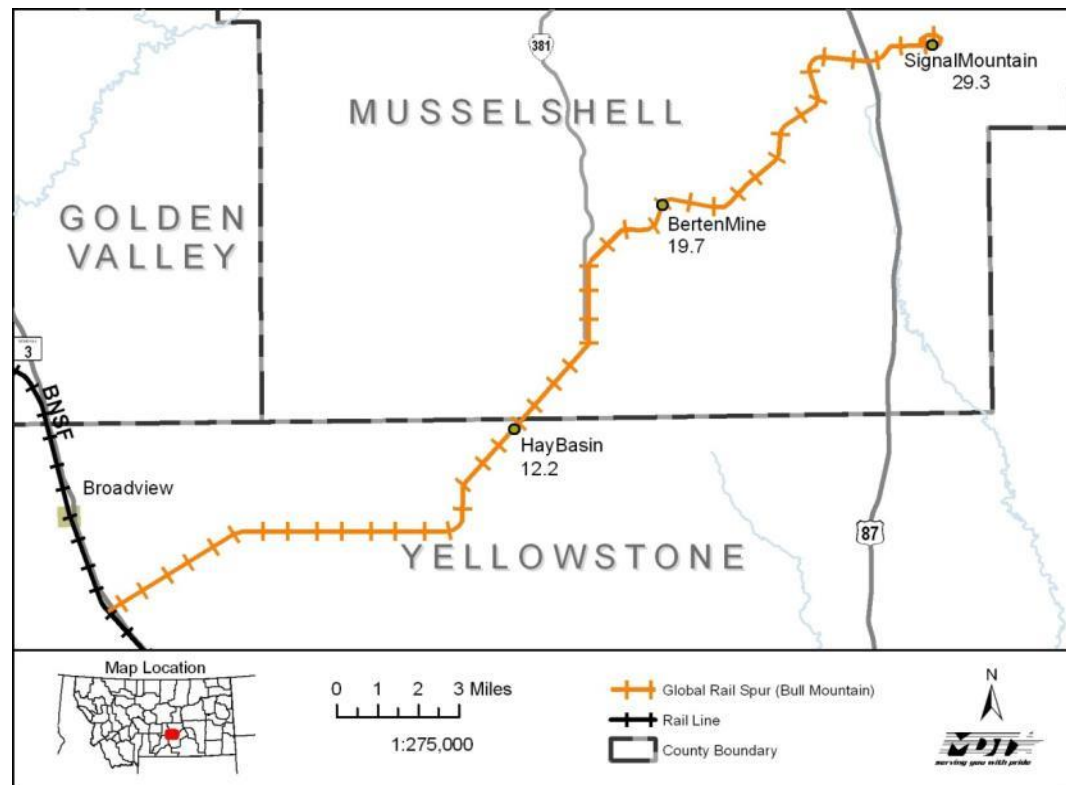 381
SignalMountain
29.3
MUSSELSHELL
GOLDEN
VALLEY
BertenMine
19.7
3
BNSF
HayBasin
12.2
Broadview
87
YELLOWSTONE
Map Location
0 1 2 3 Miles
1:275,000
Global Rail Spur (Bull Mountain)
Rail Line
County Boundary
N
MDT
serving you with pride